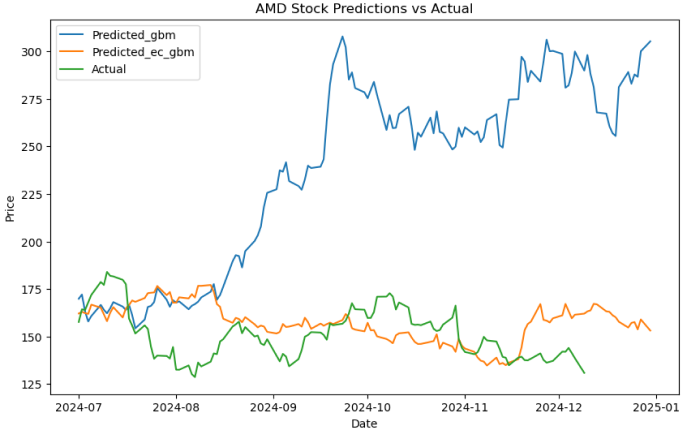 AMD Stock Predictions vs Actual
Predicted_gbm
Predicted_ec_gbm
Actual
300
275
250
225
200
175
150
125
Price
2024-07 2024-08 2024-09 2024-10 2024-11 2024-12 2025-01
Date